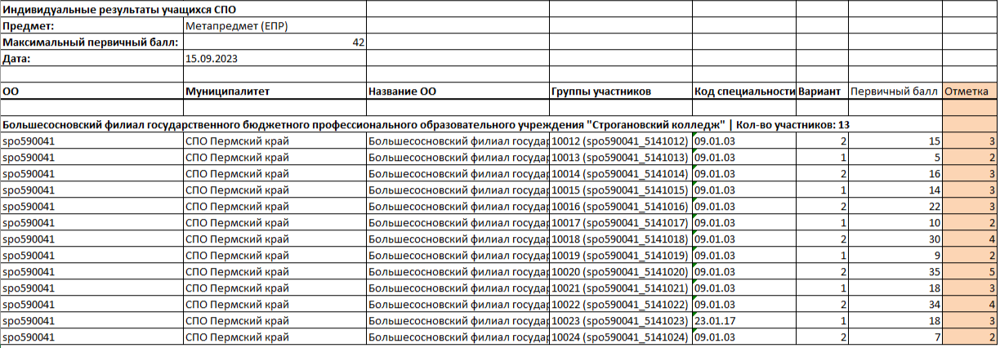 Индивидуальные результаты учащихся СПО
Предмет: Метапредмет (ЕПР)
Максимальный первичный балл: 42
Дата: 15.09.2023
ОО Муниципалитет Название ОО Группы участников Код специальности Вариант Первичный балл Отметка
Большесосновский филиал государственного бюджетного профессионального образовательного учреждения "Строгановский колледж" | Кол-во участников: 13
spo590041 СПО Пермский край Большесосновский филиал государ 10012 (spo590041_5141012) 09.01.03 2 15 3
spo590041 СПО Пермский край Большесосновский филиал государ 10013 (spo590041_5141013) 09.01.03 1 5 2
spo590041 СПО Пермский край Большесосновский филиал государ 10014 (spo590041_5141014) 09.01.03 2 16 3
spo590041 СПО Пермский край Большесосновский филиал государ 10015 (spo590041_5141015) 09.01.03 1 14 3
spo590041 СПО Пермский край Большесосновский филиал государ 10016 (spo590041_5141016) 09.01.03 2 22 3
spo590041 СПО Пермский край Большесосновский филиал государ 10017 (spo590041_5141017) 09.01.03 1 10 2
spo590041 СПО Пермский край Большесосновский филиал государ 10018 (spo590041_5141018) 09.01.03 2 30 4
spo590041 СПО Пермский край Большесосновский филиал государ 10019 (spo590041_5141019) 09.01.03 1 9 2
spo590041 СПО Пермский край Большесосновский филиал государ 10020 (spo590041_5141020) 09.01.03 2 35 5
spo590041 СПО Пермский край Большесосновский филиал государ 10021 (spo590041_5141021) 09.01.03 1 18 3
spo590041 СПО Пермский край Большесосновский филиал государ 10022 (spo590041_5141022) 09.01.03 2 34 4
spo590041 СПО Пермский край Большесосновский филиал государ 10023 (spo590041_5141023) 23.01.17 1 18 3
spo590041 СПО Пермский край Большесосновский филиал государ 10024 (spo590041_5141024) 09.01.03 2 7 2